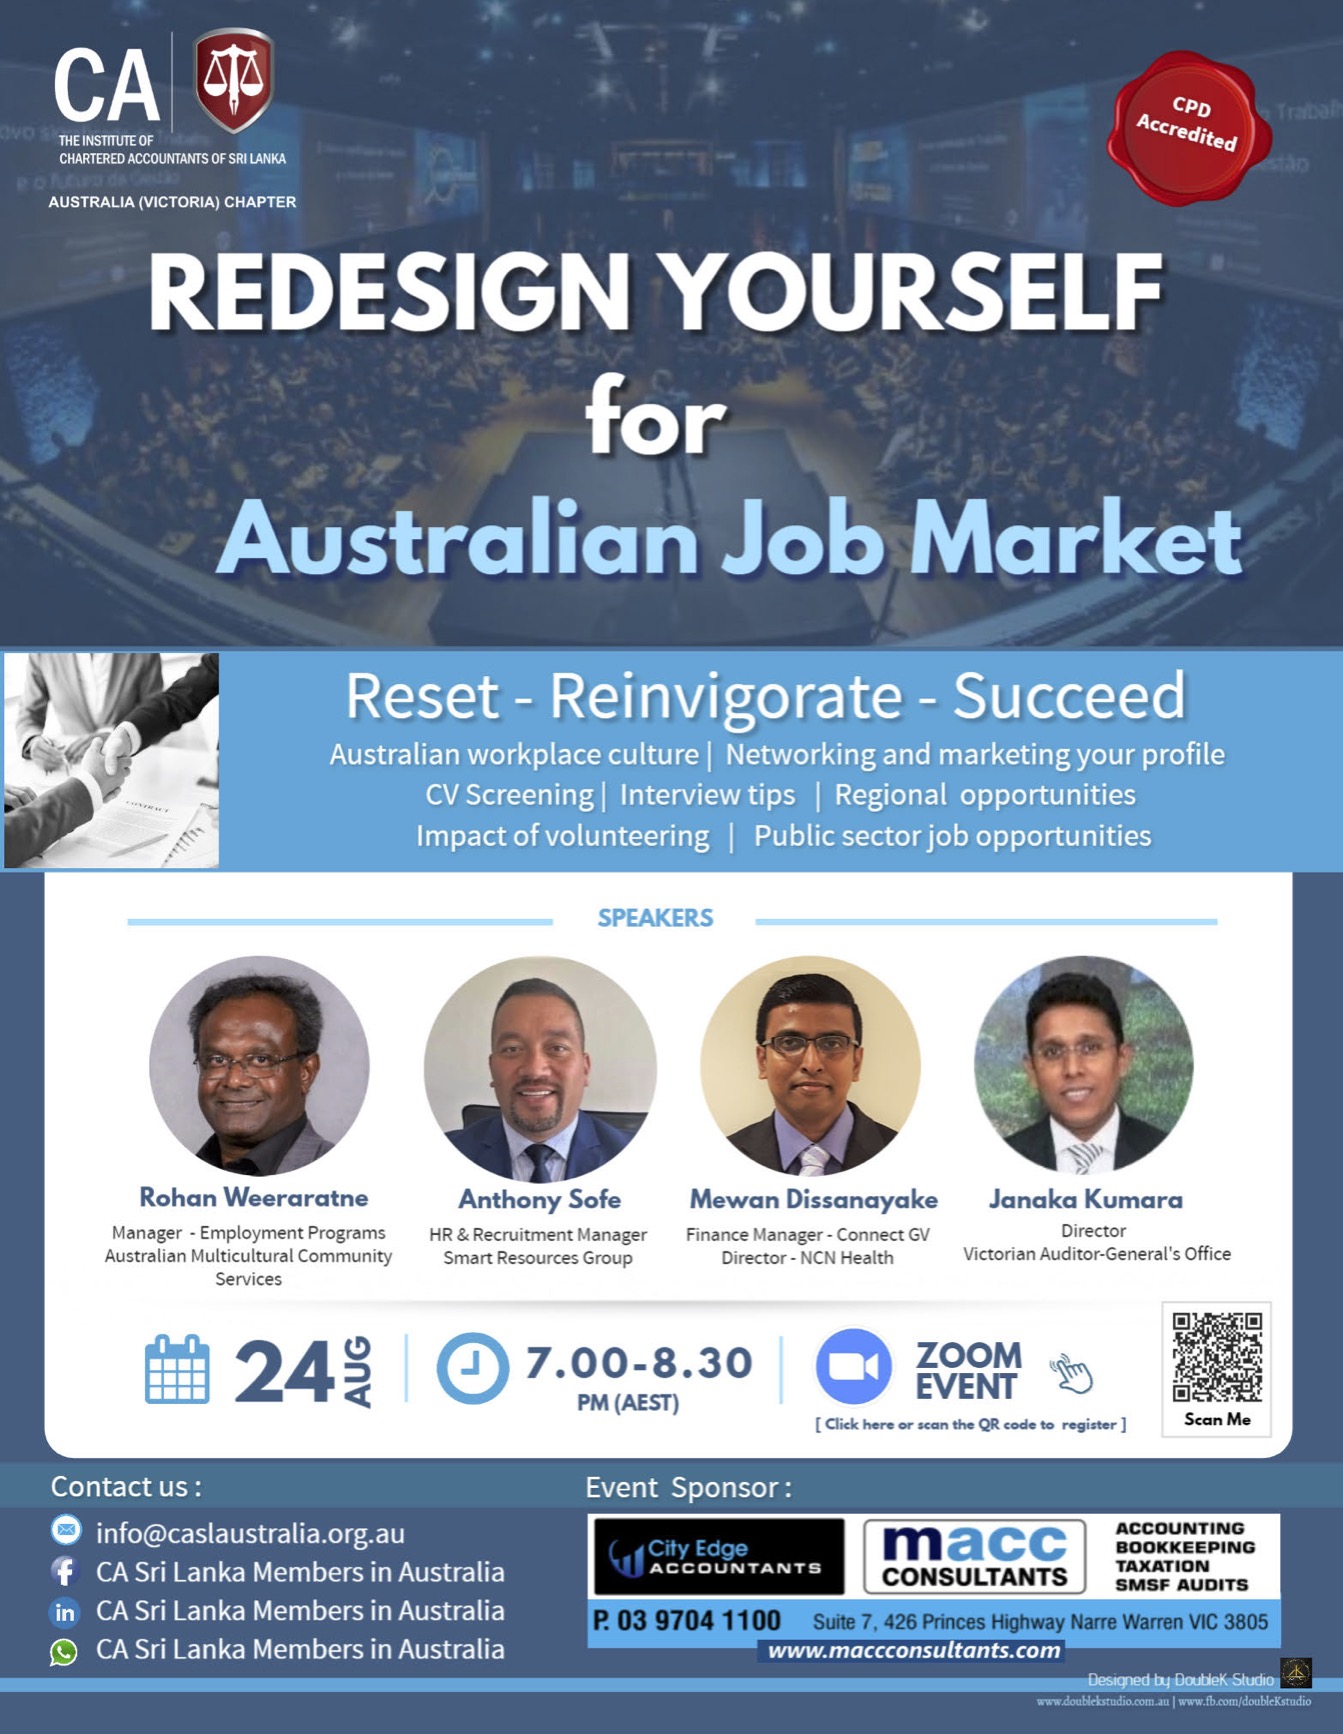 CA
THE INSTITUTE OF
CHARTERED ACCOUNTANTS OF SRI LANKA
AUSTRALIA (VICTORIA) CHAPTER
CPD
Accredited
REDESIGN YOURSELF
for
Australian Job Market
Reset - Reinvigorate - Succeed
Australian workplace culture | Networking and marketing your profile
CV Screening | Interview tips | Regional opportunities
Impact of volunteering | Public sector job opportunities
CONTRACT
SPEAKERS
Rohan Weeraratne
Manager - Employment Programs
Australian Multicultural Community
Services
Anthony Sofe
HR & Recruitment Manager
Smart Resources Group
Mewan Dissanayake
Finance Manager - Connect GV
Director - NCN Health
Janaka Kumara
Director
Victorian Auditor-General's Office
24 AUG
7.00-8.30
PM (AEST)
ZOOM
EVENT
[ Click here or scan the QR code to register ]
Scan Me
Contact us :
info@caslaustralia.org.au
CA Sri Lanka Members in Australia
CA Sri Lanka Members in Australia
CA Sri Lanka Members in Australia
Event Sponsor :
City Edge
ACCOUNTANTS
macc
CONSULTANTS
ACCOUNTING
BOOKKEEPING
TAXATION
SMSF AUDITS
P. 03 9704 1100 Suite 7, 426 Princes Highway Narre Warren VIC 3805
www.maccconsultants.com
Designed by DoubleK Studio
www.doublekstudio.com.au | www.fb.com/doubleKstudio